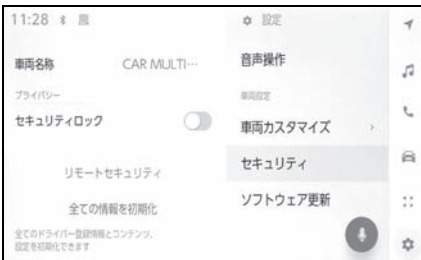 11:28
車両名称
CAR MULTI…
プライバシー
セキュリティロック
リモートセキュリティ
全ての情報を初期化
全てのドライバー登録情報とコンテンツ、
設定を初期化できます
設定
音声操作
車両設定
車両カスタマイズ
セキュリティ
ソフトウェア更新